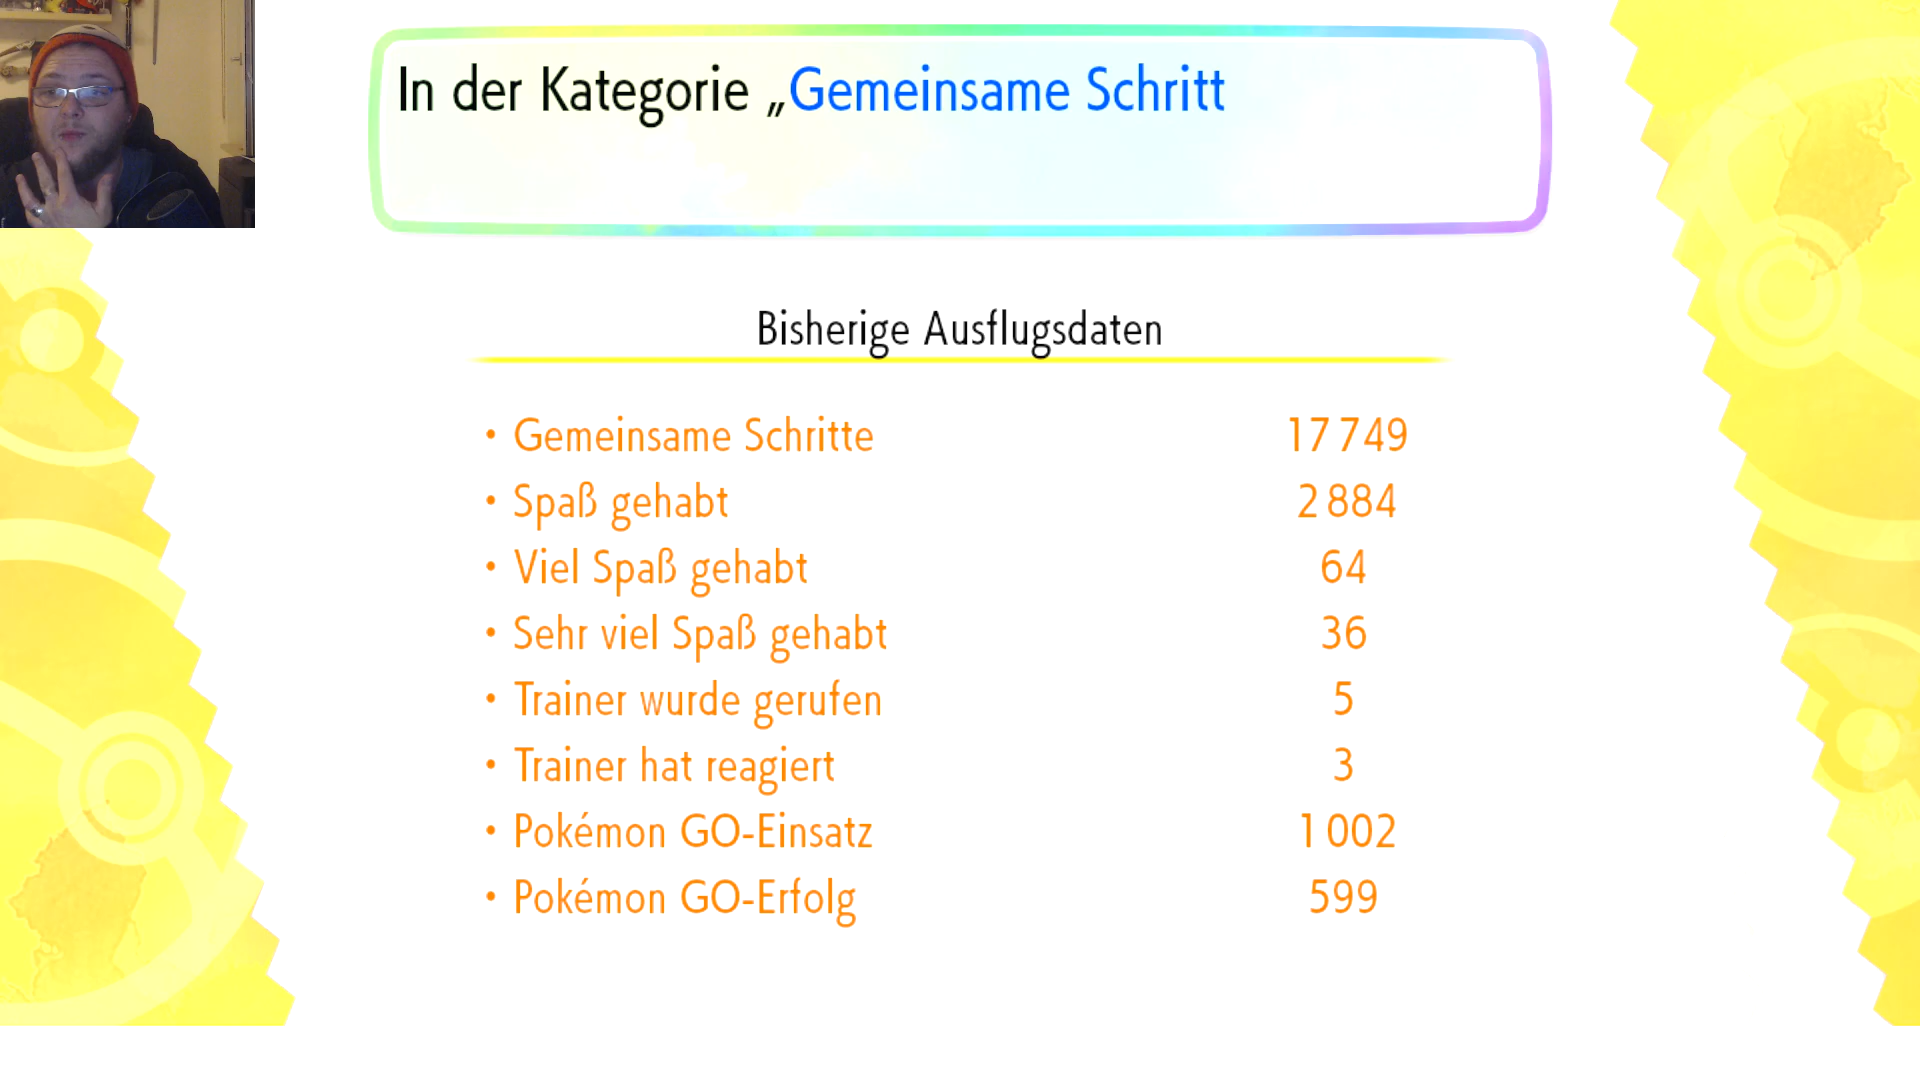 In der Kategorie „Gemeinsame Schritt
Bisherige Ausflugsdaten
• Gemeinsame Schritte 17 749
• Spaß gehabt 2 884
• Viel Spaß gehabt 64
• Sehr viel Spaß gehabt 36
• Trainer wurde gerufen 5
• Trainer hat reagiert 3
• Pokémon GO-Einsatz 1 002
• Pokémon GO-Erfolg 599